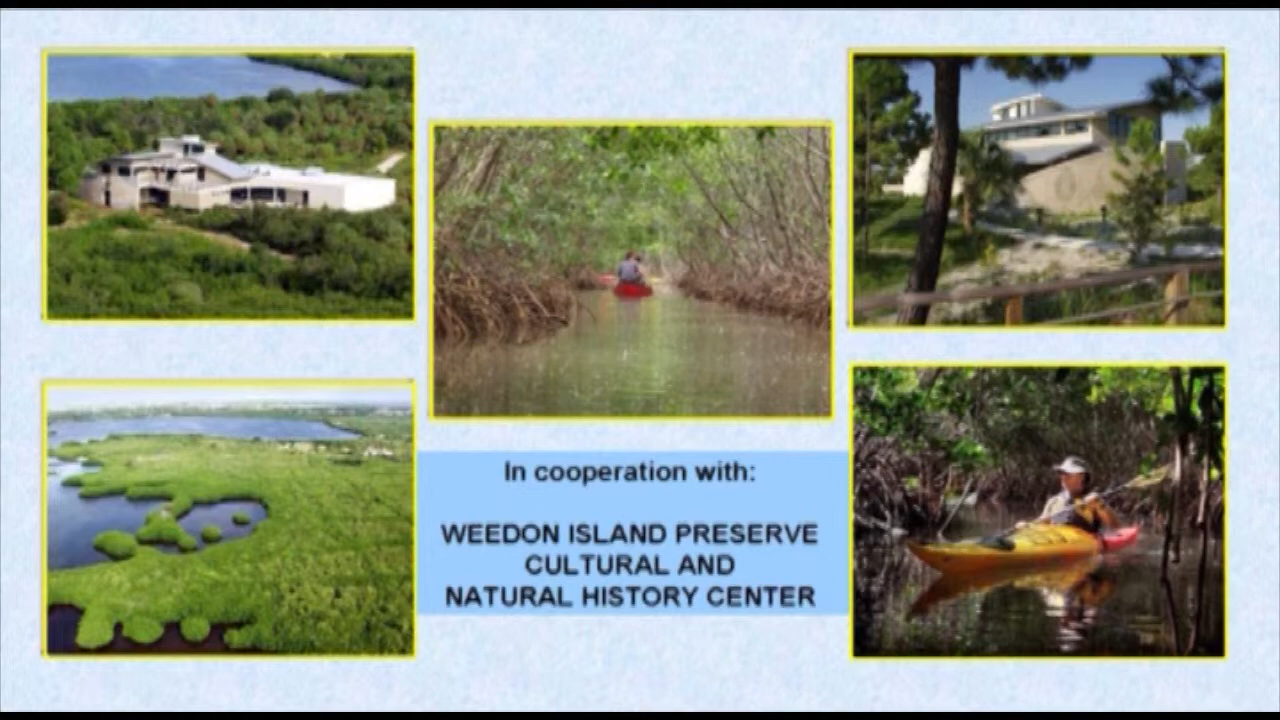 In cooperation with:
WEEDON ISLAND PRESERVE
CULTURAL AND
NATURAL HISTORY CENTER